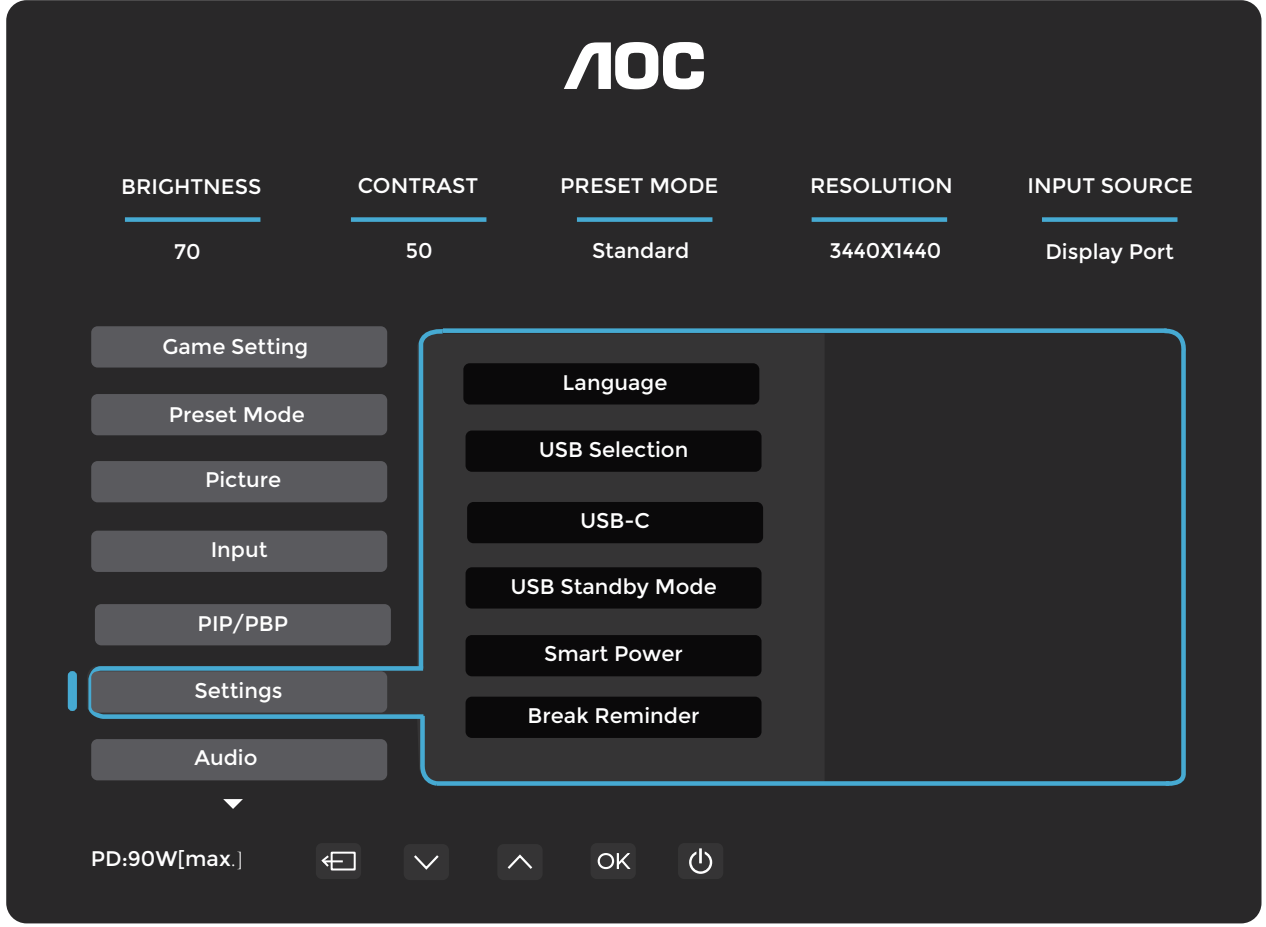 AOC
BRIGHTNESS
CONTRAST
PRESET MODE
RESOLUTION
INPUT SOURCE
70
50
Standard
3440X1440
Display Port
Game Setting
Preset Mode
Picture
Input
PIP/PBP
Settings
Audio
Language
USB Selection
USB-C
USB Standby Mode
Smart Power
Break Reminder
PD:90W[max.]
OK